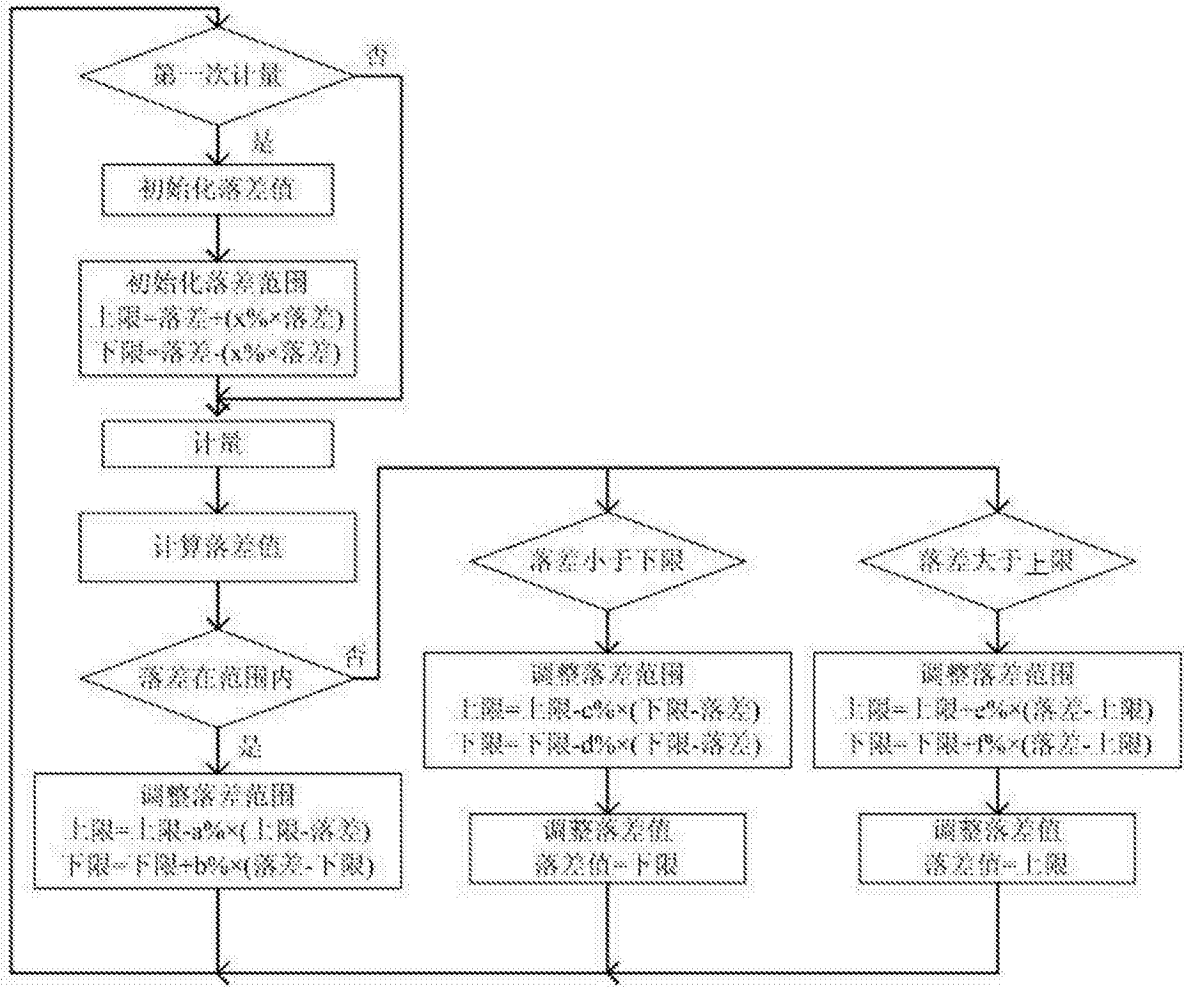 第一次计量
否
是
初始化落差值
初始化落差范围
上限=落差+(x%×落差)
下限=落差-(x%×落差)
计量
计算落差值
落差在范围内
否
是
调整落差范围
上限=上限-a%×(上限-落差)
下限=下限+b%×(落差-下限)
落差小于下限
调整落差范围
上限=上限-c%×(下限-落差)
下限=下限-d%×(下限-落差)
调整落差值
落差值=下限
落差大于上限
调整落差范围
上限=上限+e%×(落差-上限)
下限=下限+f%×(落差-上限)
调整落差值
落差值=上限